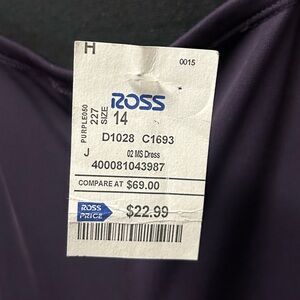 H
0015
PURPLE050
227
SIZE
ROSS
14
D1028 C1693
J
02 MS Dress
400081043987
COMPARE AT $69.00
ROSS
PRICE
$22.99